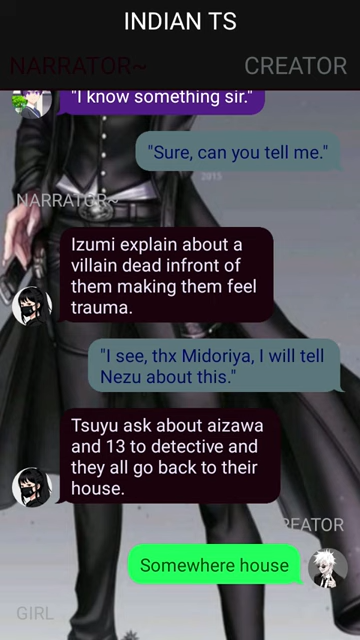 INDIAN TS
NARRATOR~
CREATOR
"I know something sir."
"Sure, can you tell me."
2015
NARRATOR~
Izumi explain about a
villain dead infront of
them making them feel
trauma.
"I see, thx Midoriya, I will tell
Nezu about this."
Tsuyu ask about aizawa
and 13 to detective and
they all go back to their
house.
CREATOR
Somewhere house
GIRL